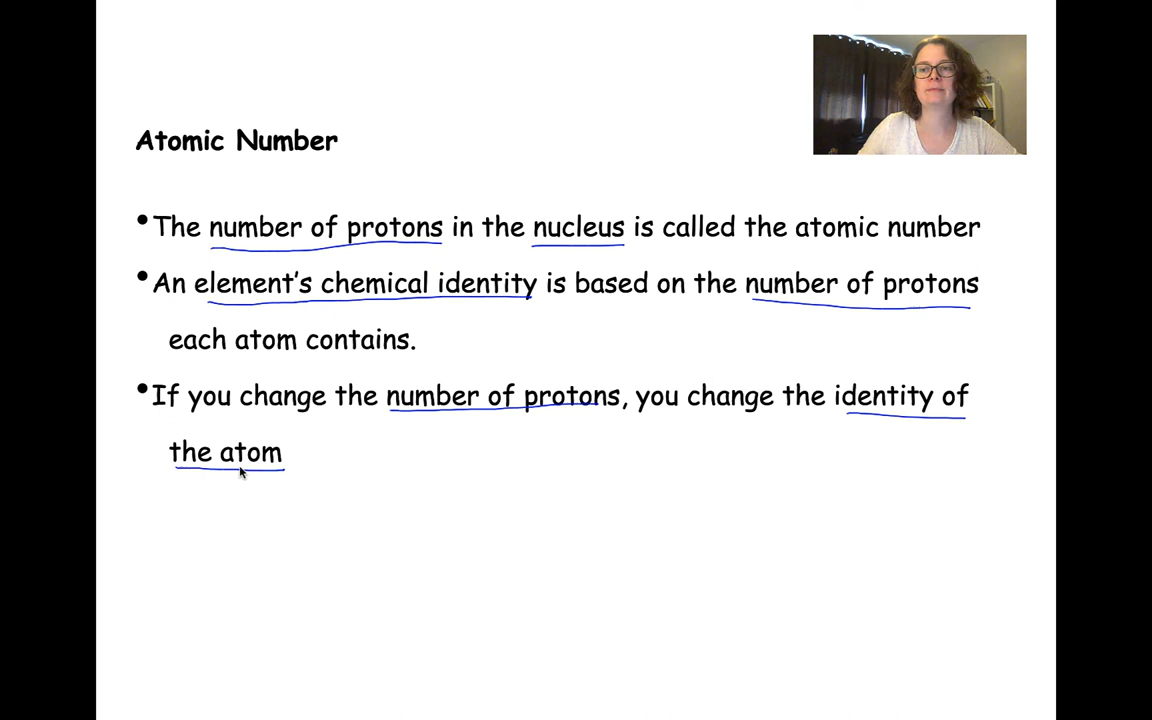 Atomic Number
•The number of protons in the nucleus is called the atomic number
•An element's chemical identity is based on the number of protons
each atom contains.
•If you change the number of protons, you change the identity of
the atom